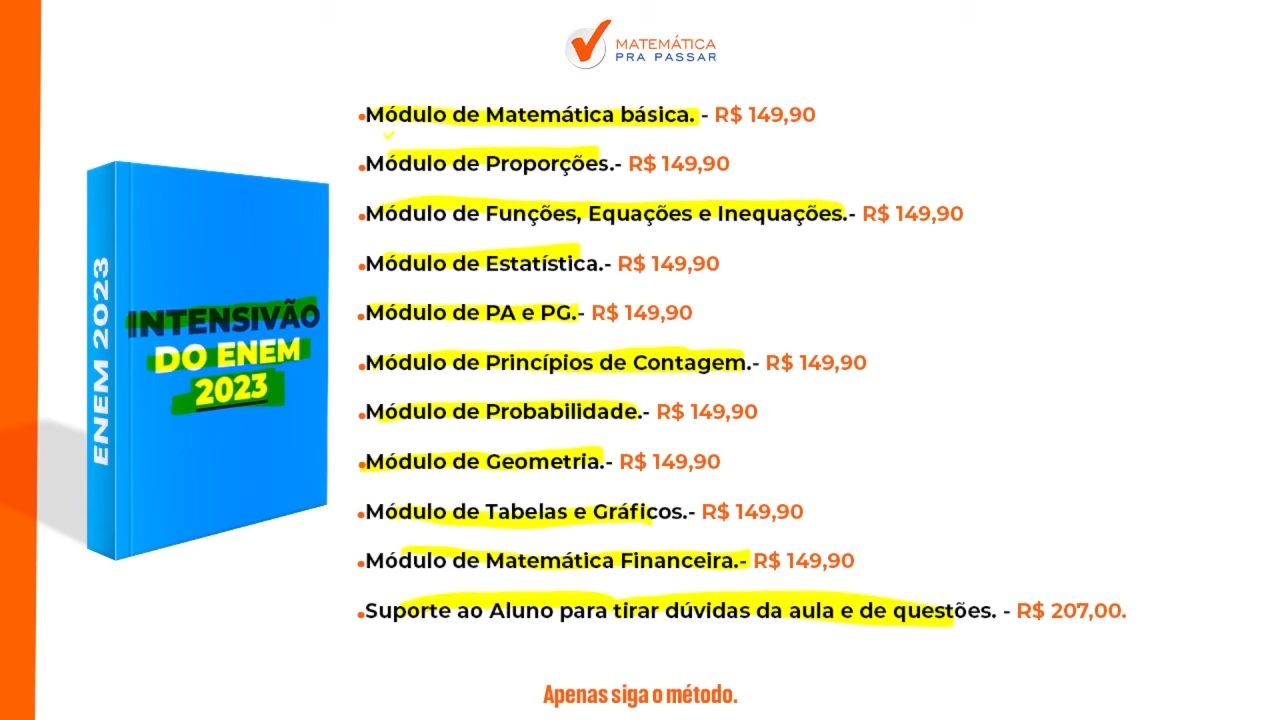 MATEMÁTICA
PRA PASSAR
•Módulo de Matemática básica. - R$ 149,90
•Módulo de Proporções.- R$ 149,90
•Módulo de Funções, Equações e Inequações.- R$ 149,90
•Módulo de Estatística.- R$ 149,90
•Módulo de PA e PG.- R$ 149,90
•Módulo de Princípios de Contagem.- R$ 149,90
•Módulo de Probabilidade.- R$ 149,90
•Módulo de Geometria.- R$ 149,90
•Módulo de Tabelas e Gráficos.- R$ 149,90
•Módulo de Matemática Financeira.- R$ 149,90
•Suporte ao Aluno para tirar dúvidas da aula e de questões. - R$ 207,00.
ENEM 2023
INTENSIVÃO
DO ENEM
2023
Apenas siga o método.